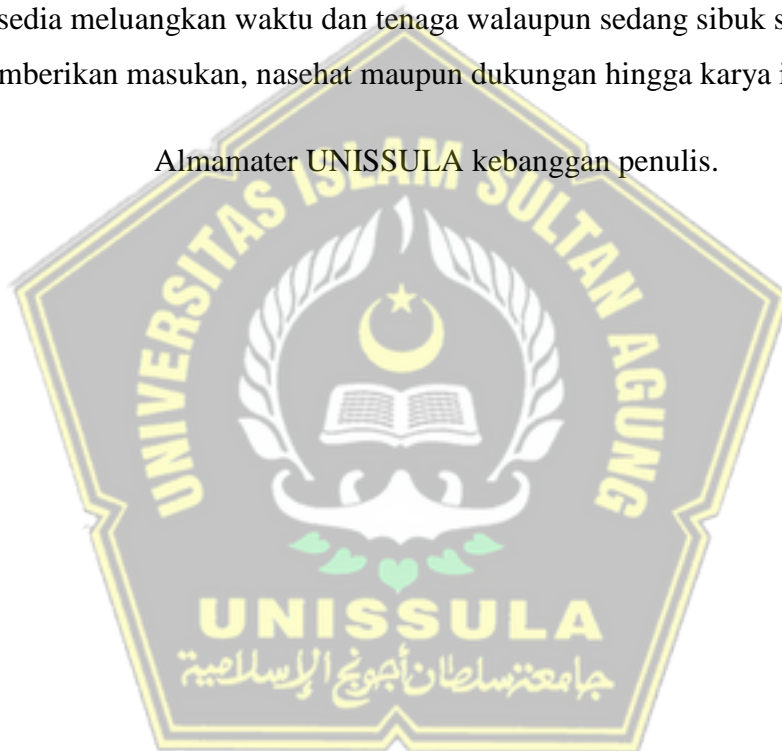 sedia meluangkan waktu dan tenaga walaupun sedang sibuk s
mberikan masukan, nasehat maupun dukungan hingga karya i
Almamater UNISSULA kebanggan penulis.
UNIVERSITAS ISLAM SULTAN AGUNG
UNISSULA
جامعة سلطان أجونج الإسلامية